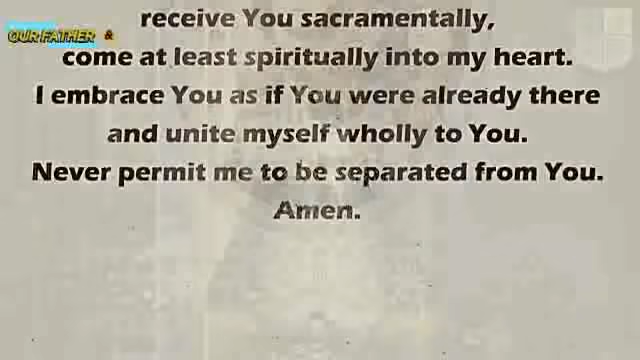 receive You sacramentally,
OUR FATHER &
come at least spiritually into my heart.
I embrace You as if You were already there
and unite myself wholly to You.
Never permit me to be separated from You.
Amen.